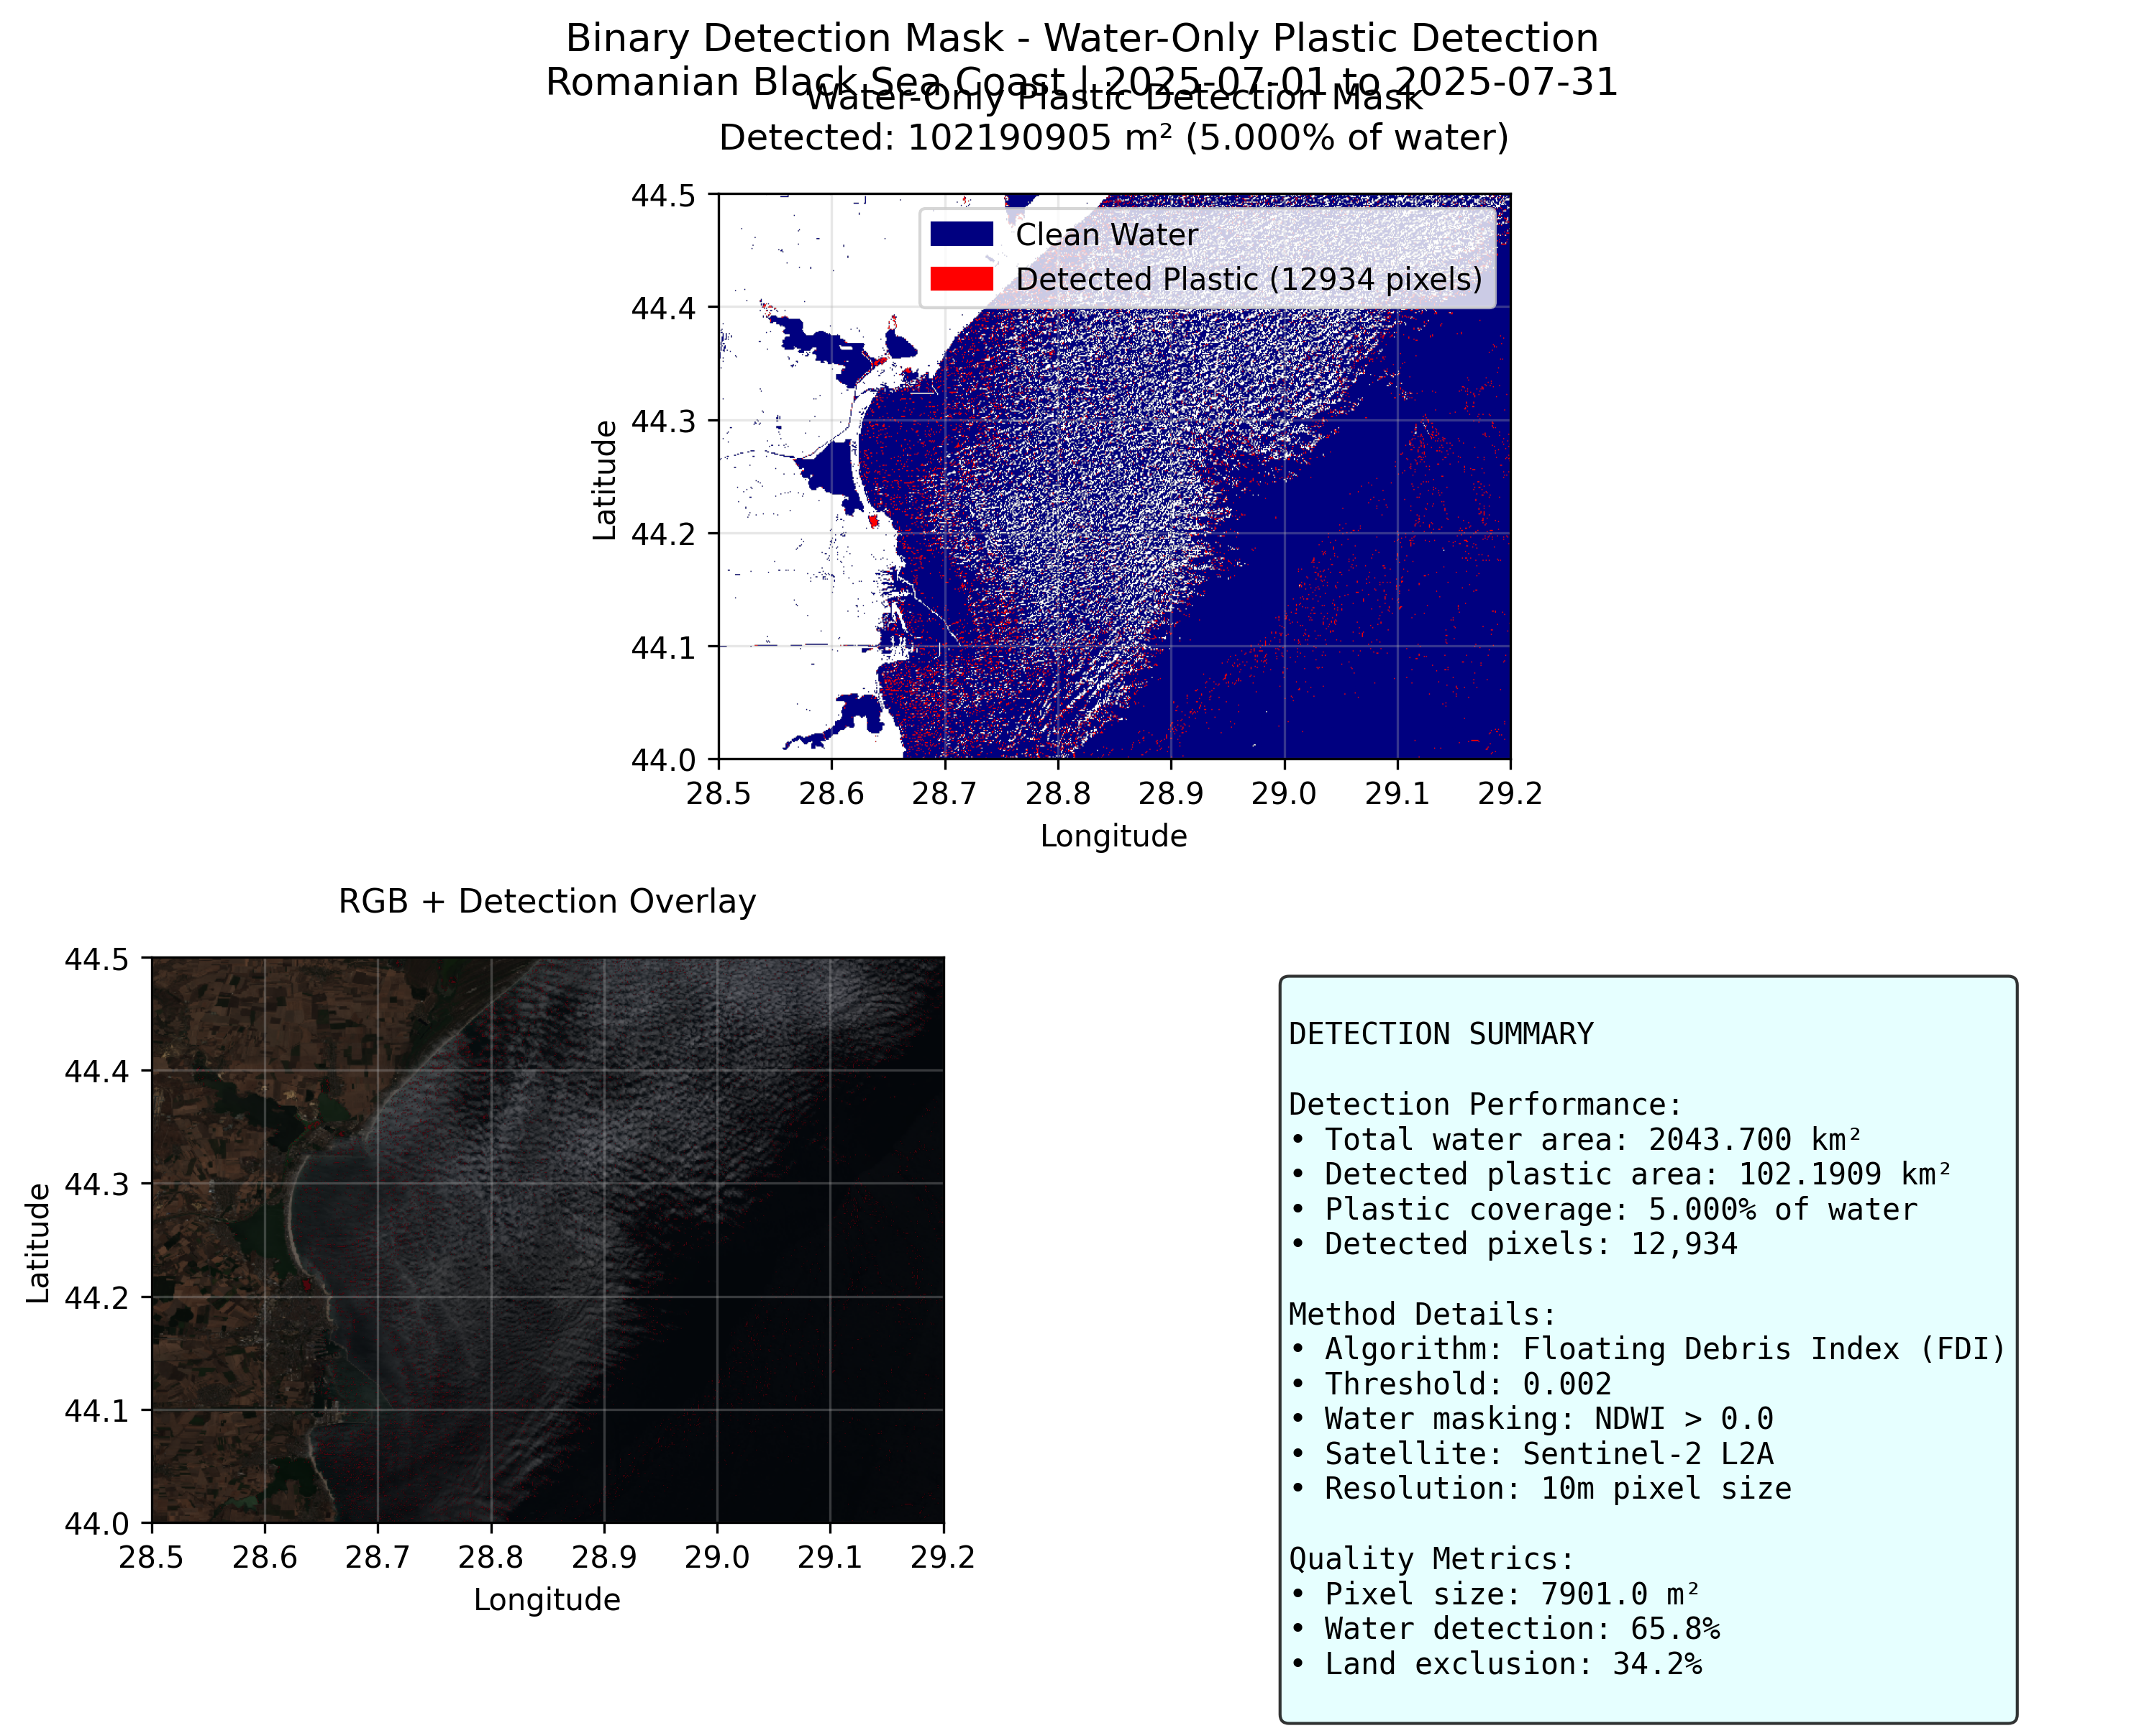 Binary Detection Mask - Water-Only Plastic Detection
Romanian Black Sea Coast | 2025-07-01 to 2025-07-31
Water-Only Plastic Detection Mask
Detected: 102190905 m² (5.000% of water)
Clean Water
Detected Plastic (12934 pixels)
44.5
44.4
44.3
44.2
44.1
44.0
Latitude
28.5 28.6 28.7 28.8 28.9 29.0 29.1 29.2
Longitude
RGB + Detection Overlay
44.5
44.4
44.3
44.2
44.1
44.0
Latitude
28.5 28.6 28.7 28.8 28.9 29.0 29.1 29.2
Longitude
DETECTION SUMMARY
Detection Performance:
• Total water area: 2043.700 km²
• Detected plastic area: 102.1909 km²
• Plastic coverage: 5.000% of water
• Detected pixels: 12,934
Method Details:
• Algorithm: Floating Debris Index (FDI)
• Threshold: 0.002
• Water masking: NDWI > 0.0
• Satellite: Sentinel-2 L2A
• Resolution: 10m pixel size
Quality Metrics:
• Pixel size: 7901.0 m²
• Water detection: 65.8%
• Land exclusion: 34.2%